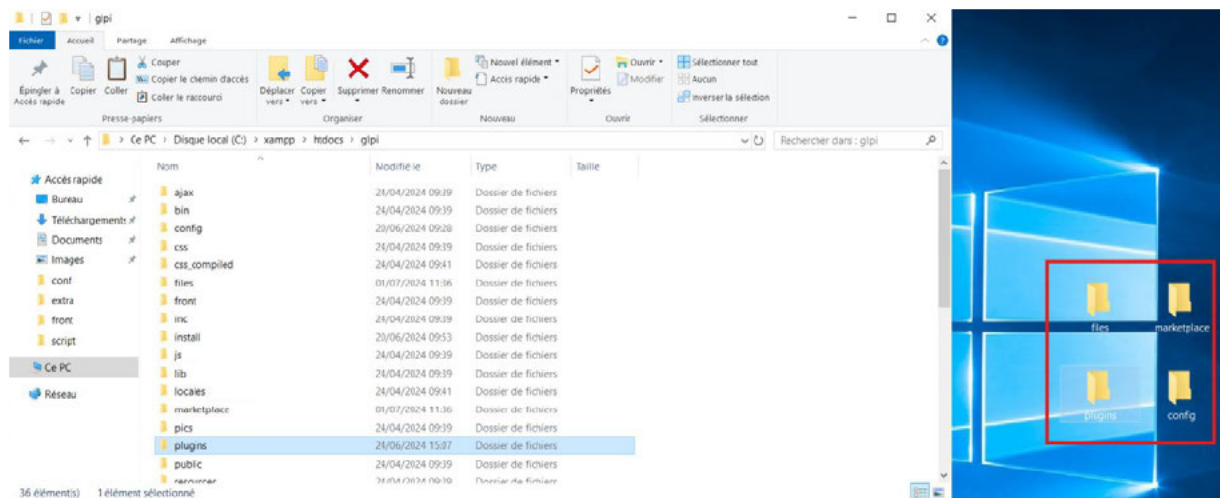 glpi
Fichier Accueil Partage Affichage
Épingler à Accès rapide
Copier
Coller
Couper
Copier le chemin d'accès
Coller le raccourci
Déplacer vers
Copier vers
Supprimer
Renommer
Nouveau dossier
Nouvel élément
Accès rapide
Propriétés
Ouvrir
Modifier
Sélectionner tout
Aucun
Inverser la sélection
Presse-papiers Organiser Nouveau Ouvrir Sélectionner
Ce PC > Disque local (C:) > xampp > htdocs > glpi
Rechercher dans : glpi
Accès rapide
Bureau
Téléchargements
Documents
Images
conf
extra
front
script
Ce PC
Réseau
Nom Modifié le Type Taille
ajax 24/04/2024 09:39 Dossier de fichiers
bin 24/04/2024 09:39 Dossier de fichiers
config 20/06/2024 09:28 Dossier de fichiers
css 24/04/2024 09:39 Dossier de fichiers
css_compiled 24/04/2024 09:41 Dossier de fichiers
files 01/07/2024 11:36 Dossier de fichiers
front 24/04/2024 09:39 Dossier de fichiers
inc 24/04/2024 09:39 Dossier de fichiers
install 20/06/2024 09:53 Dossier de fichiers
js 24/04/2024 09:39 Dossier de fichiers
lib 24/04/2024 09:39 Dossier de fichiers
locales 24/04/2024 09:41 Dossier de fichiers
marketplace 01/07/2024 11:36 Dossier de fichiers
pics 24/04/2024 09:39 Dossier de fichiers
plugins 24/06/2024 15:07 Dossier de fichiers
public 24/04/2024 09:39 Dossier de fichiers
36 élément(s) 1 élément sélectionné
files marketplace
plugins config